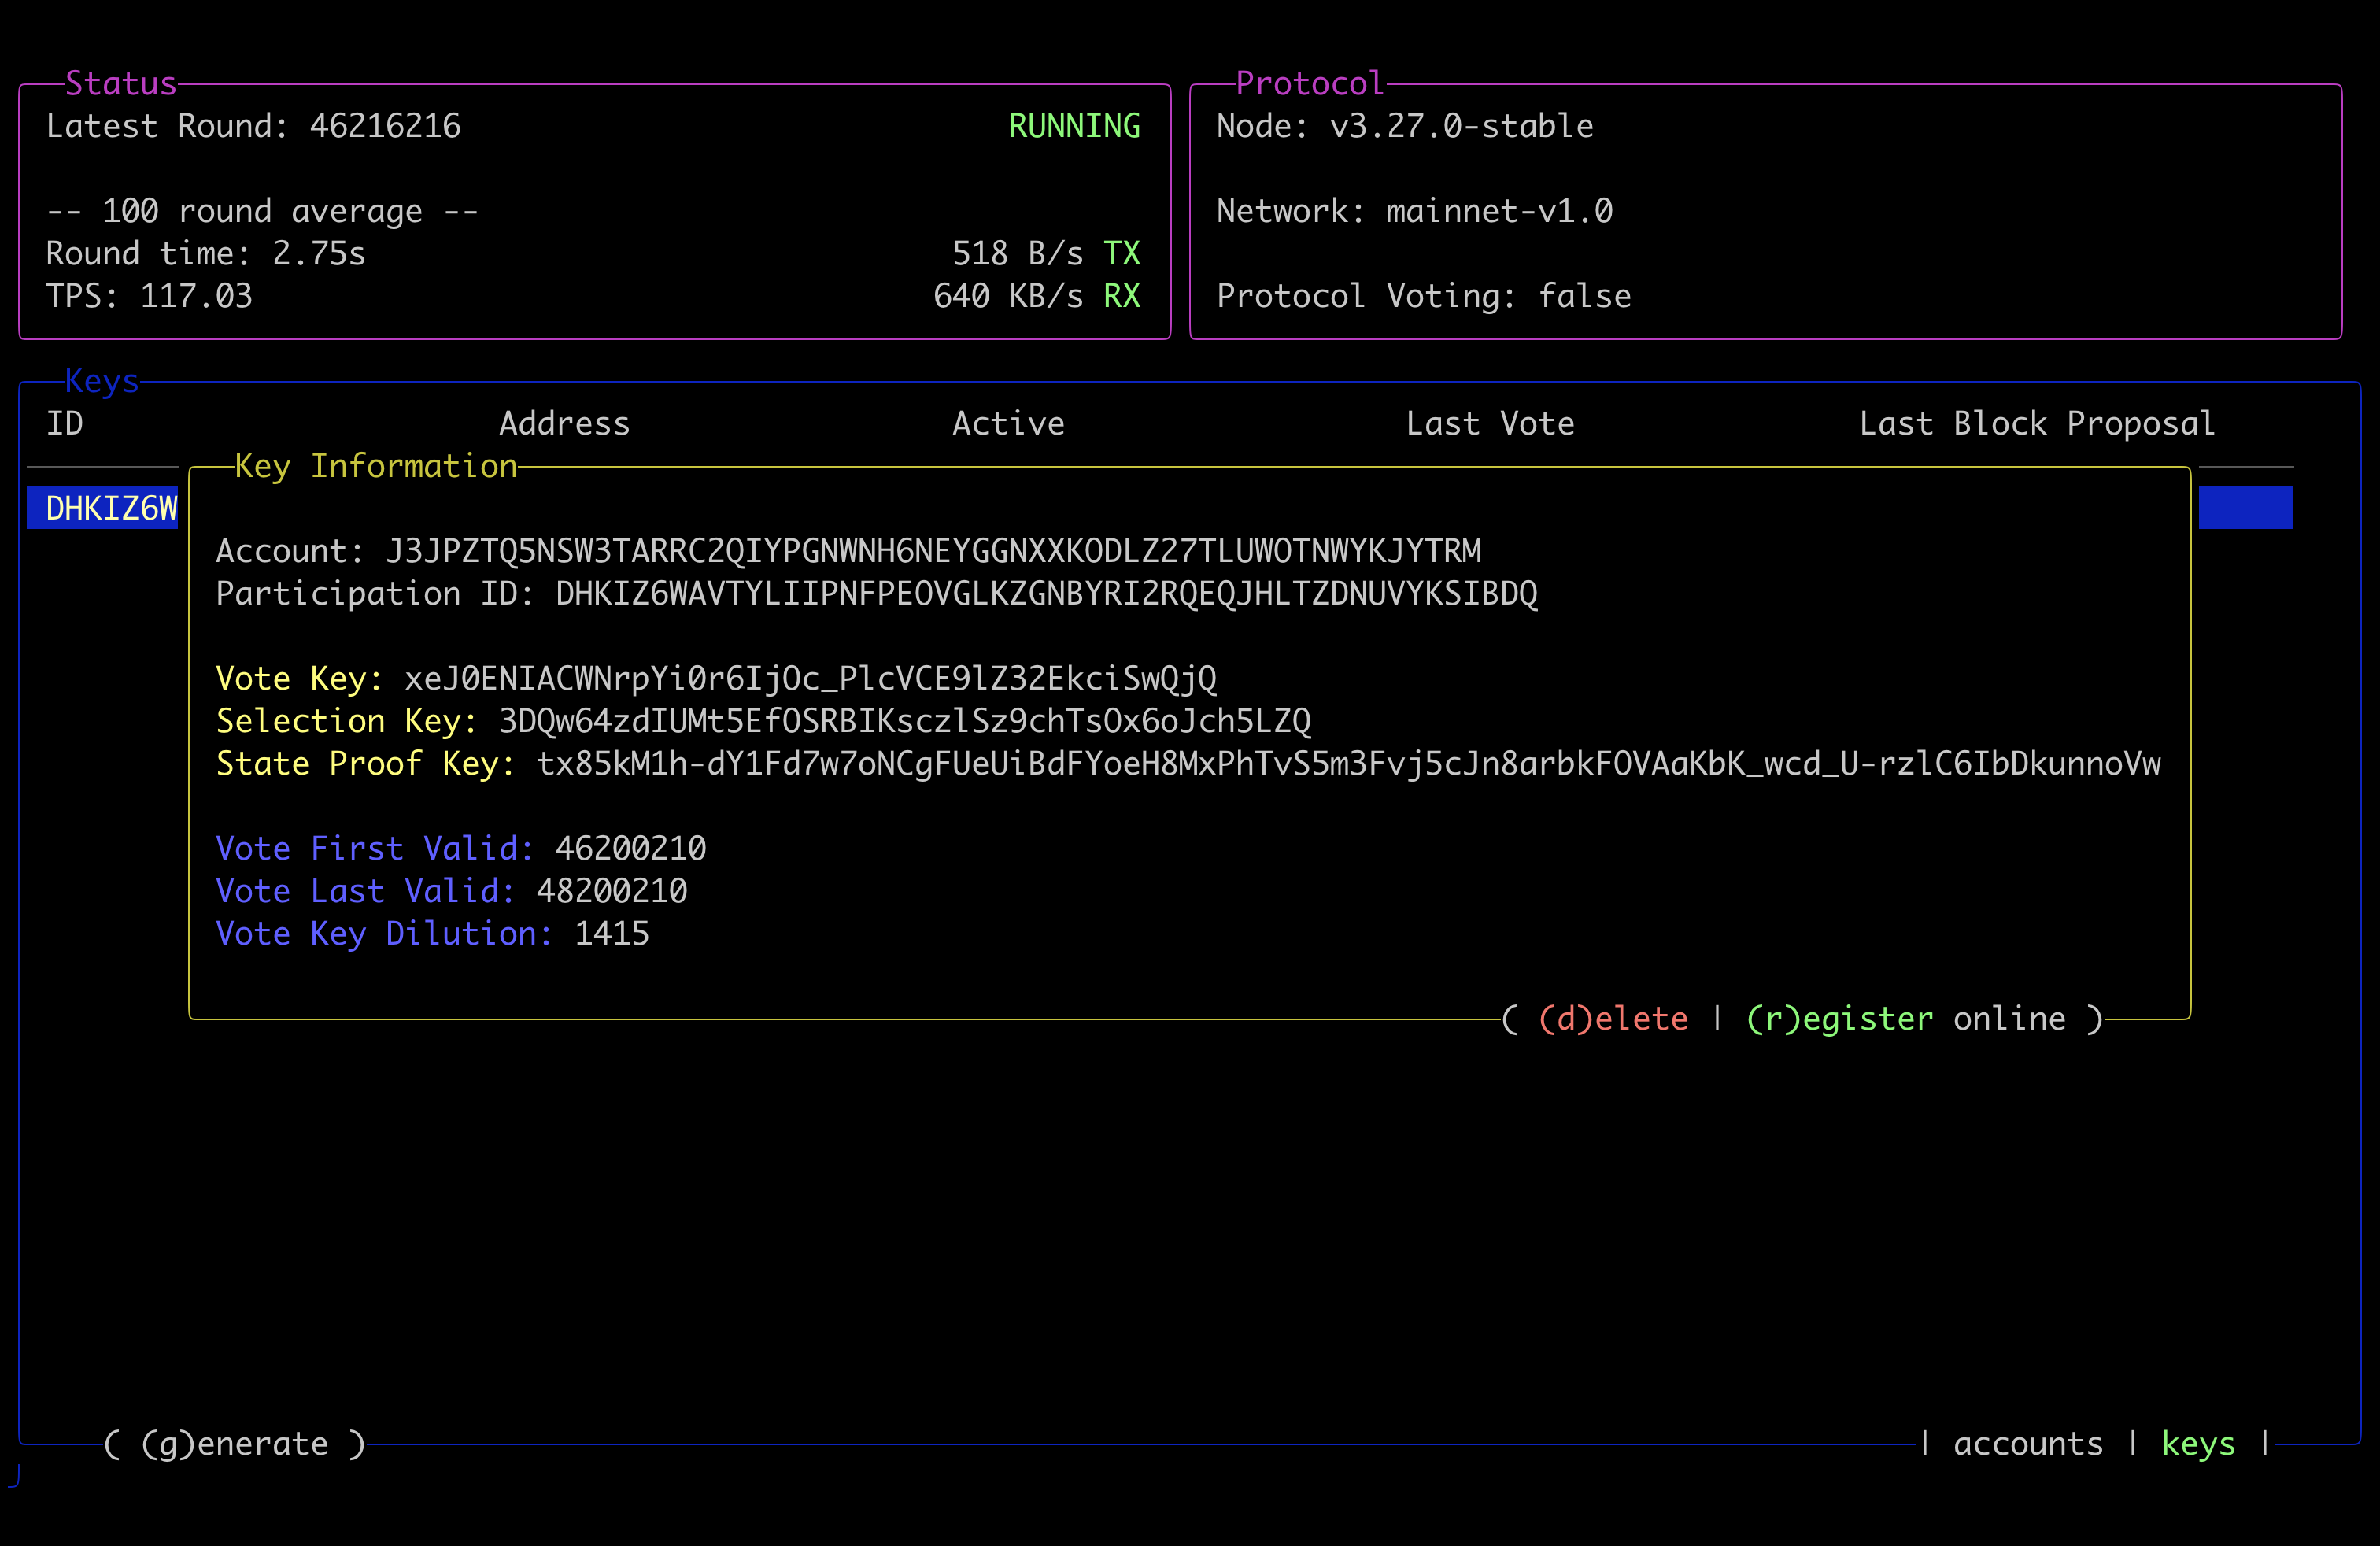 Status
Latest Round: 46216216 RUNNING
-- 100 round average --
Round time: 2.75s 518 B/s TX
TPS: 117.03 640 KB/s RX
Protocol
Node: v3.27.0-stable
Network: mainnet-v1.0
Protocol Voting: false
Keys
ID Address Active Last Vote Last Block Proposal
DHKIZ6W
Key Information
Account: J3JPZTQ5NSW3TARRC2QIYPGNWNH6NEYGGNXXKODLZ27TLUWOTNWYKJYTRM
Participation ID: DHKIZ6WAVTYLIIPNFPEOVGLKZGNBYRI2RQEQJHLTZDNUVYKSIBDQ
Vote Key: xeJ0ENIACWNrpYi0r6IjOc_PlcVCE9lZ32EkciSwQjQ
Selection Key: 3DQw64zdIUMt5EfOSRBIKsczlSz9chTsOx6oJch5LZQ
State Proof Key: tx85kM1h-dY1Fd7w7oNCgFUeUiBdFYoeH8MxPhTvS5m3Fvj5cJn8arbkFOVAaKbK_wcd_U-rzlC6IbDkunnoVw
Vote First Valid: 46200210
Vote Last Valid: 48200210
Vote Key Dilution: 1415
( (d)elete | (r)egister online )
( (g)enerate ) | accounts | keys |